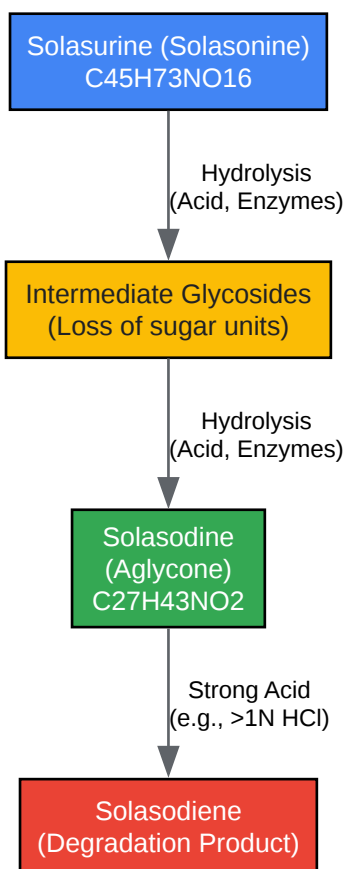 Solasurine (Solasonine)
C45H73NO16
Hydrolysis
(Acid, Enzymes)
Intermediate Glycosides
(Loss of sugar units)
Hydrolysis
(Acid, Enzymes)
Solasodine
(Aglycone)
C27H43NO2
Strong Acid
(e.g., >1N HCl)
Solasodiene
(Degradation Product)